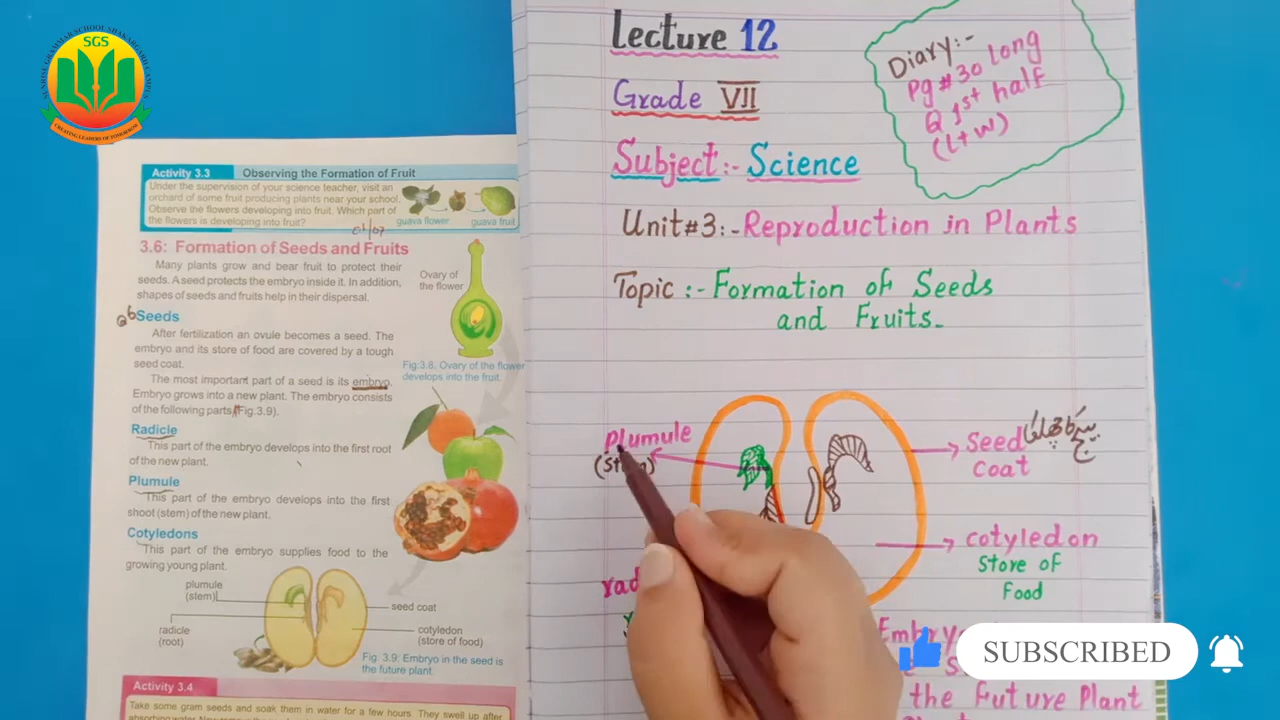 SUNRISE GRAMMAR SCHOOL SHAKARGARH CAMPUS
SGS
CREATING LEADERS OF TOMORROW
Activity 3.3 Observing the Formation of Fruit
Under the supervision of your science teacher, visit an
orchard of some fruit producing plants near your school.
Observe the flowers developing into fruit. Which part of
the flowers is developing into fruit?
guava flower
guava fruit
3.6: Formation of Seeds and Fruits
Many plants grow and bear fruit to protect their
seeds. A seed protects the embryo inside it. In addition,
shapes of seeds and fruits help in their dispersal.
Ovary of
the flower
Seeds
After fertilization an ovule becomes a seed. The
embryo and its store of food are covered by a tough
seed coat.
The most important part of a seed is its embryo.
Embryo grows into a new plant. The embryo consists
of the following parts (Fig.3.9).
Fig:3.8: Ovary of the flower
develops into the fruit.
Radicle
This part of the embryo develops into the first root
of the new plant.
Plumule
This part of the embryo develops into the first
shoot (stem) of the new plant.
Cotyledons
This part of the embryo supplies food to the
growing young plant.
plumule
(stem)
radicle
(root)
seed coat
cotyledon
(store of food)
Fig: 3.9: Embryo in the seed is
the future plant.
Activity 3.4
Take some gram seeds and soak them in water for a few hours. They swell up after
Lecture 12
Grade VII
Subject:- Science
Unit#3:- Reproduction in Plants
Topic:- Formation of Seeds
and Fruits.
Diary:-
Pg # 30 Long
Q 1st half
(L+W)
Plumule
Seed
coat
بیج کا چھلکا
cotyledon
Store of
Food
the Future Plant
SUBSCRIBED